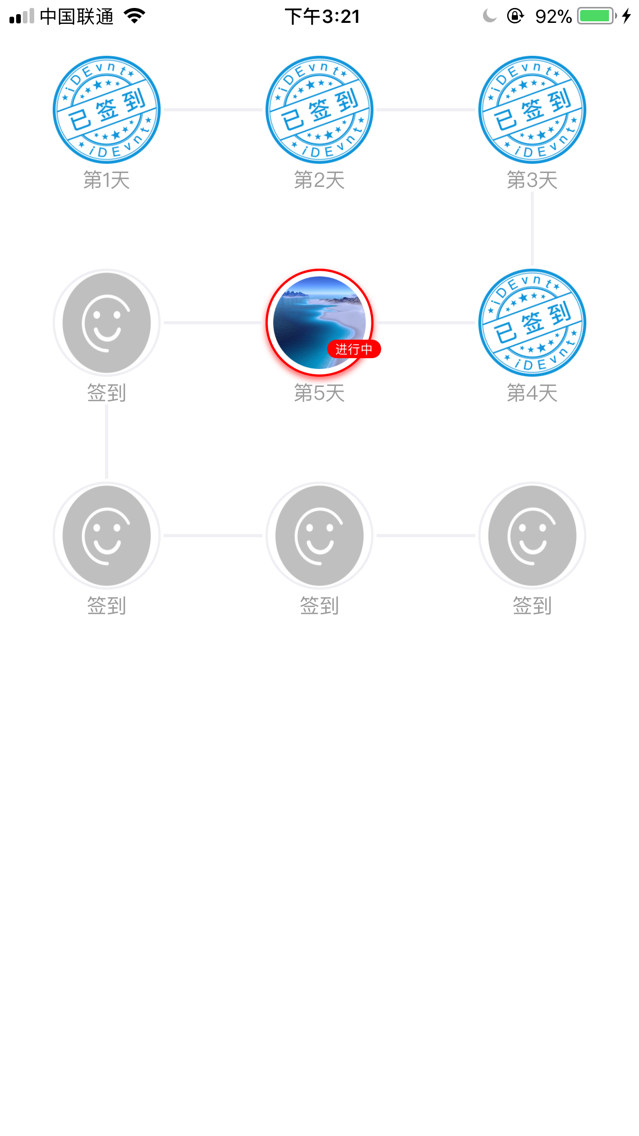 中国联通 下午3:21 92%
iDEvnt iDEvnt iDEvnt
已签到 已签到 已签到
iDEvnt iDEvnt iDEvnt
第1天 第2天 第3天
iDEvnt
已签到
进行中
iDEvnt
签到 第5天 第4天
签到 签到 签到